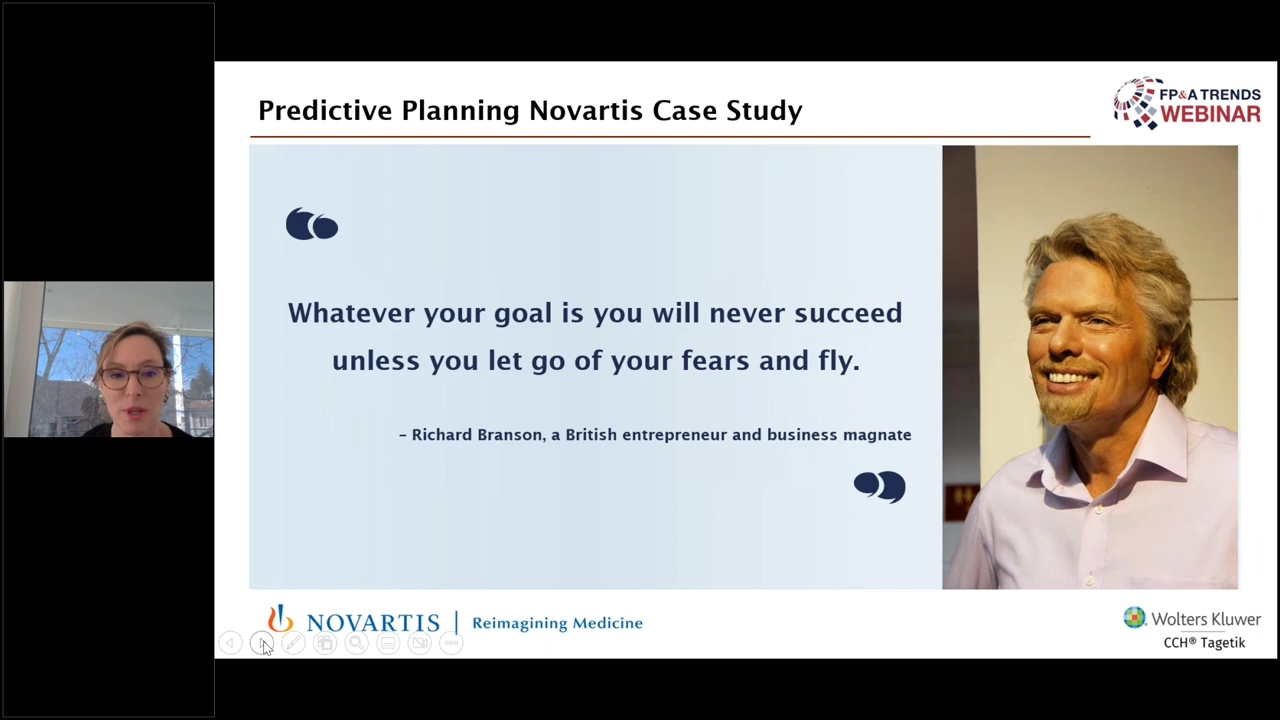 Predictive Planning Novartis Case Study
FP&A TRENDS
WEBINAR
Whatever your goal is you will never succeed
unless you let go of your fears and fly.
– Richard Branson, a British entrepreneur and business magnate
NOVARTIS | Reimagining Medicine
Wolters Kluwer
CCH® Tagetik